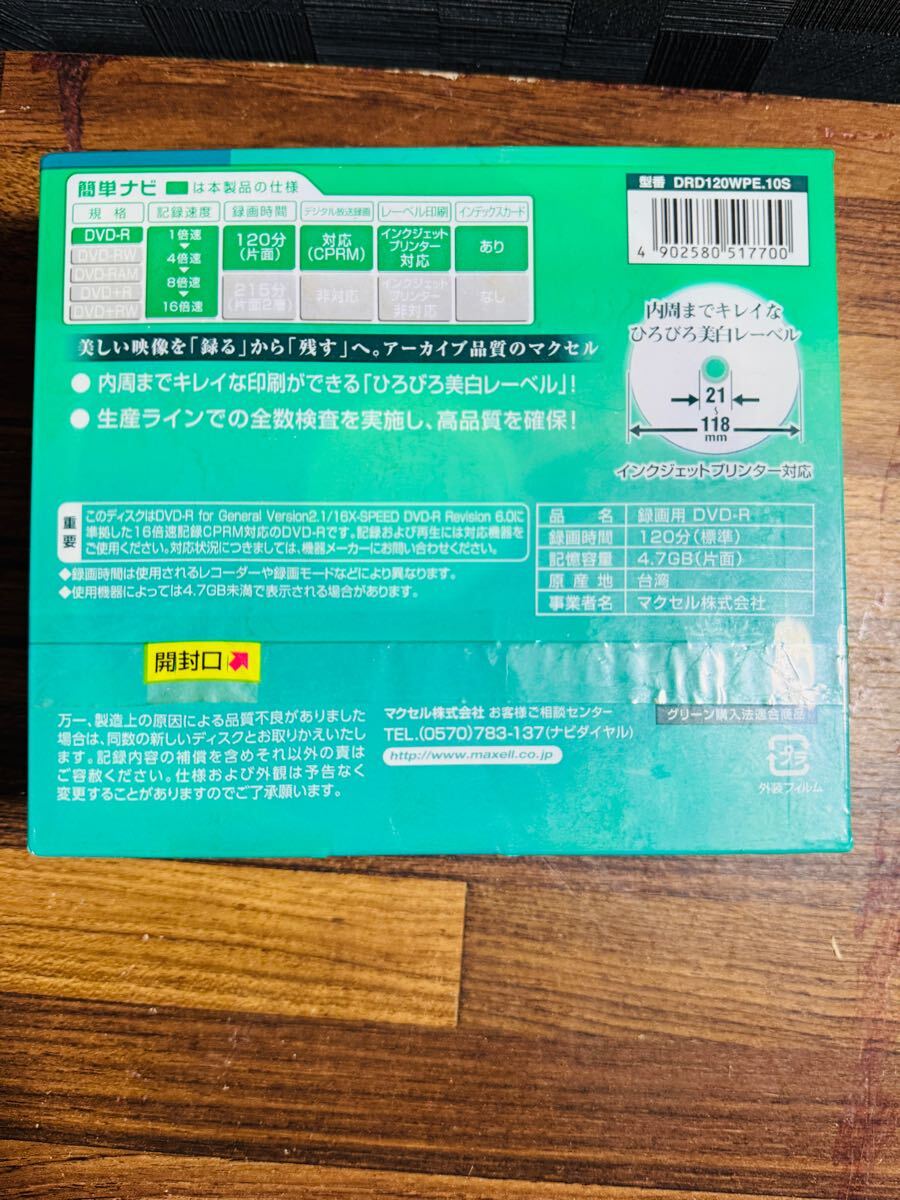 簡単ナビ は本製品の仕様
規格 記録速度 録画時間 デジタル放送録画 レーベル印刷 インデックスカード
DVD-R
DVD-RW
DVD-RAM
DVD+R
DVD+RW
1倍速
4倍速
8倍速
16倍速
120分
(片面)
215分
(片面2層)
対応
(CPRM)
非対応
インクジェット
プリンター
対応
インクジェット
プリンター
非対応
あり
なし
型番 DRD120WPE.10S
4 902580 517700
美しい映像を「録る」から「残す」へ。アーカイブ品質のマクセル
● 内周までキレイな印刷ができる「ひろびろ美白レーベル」!
● 生産ラインでの全数検査を実施し、高品質を確保!
内周までキレイな
ひろびろ美白レーベル
21
~
118
mm
インクジェットプリンター対応
重要
このディスクはDVD-R for General Version2.1/16X-SPEED DVD-R Revision 6.0に
準拠した16倍速記録CPRM対応のDVD-Rです。記録および再生には対応機器を
ご使用ください。対応状況につきましては、機器メーカーにお問い合わせください。
◆録画時間は使用されるレコーダーや録画モードなどにより異なります。
◆使用機器によっては4.7GB未満で表示される場合があります。
品名 録画用 DVD-R
録画時間 120分(標準)
記憶容量 4.7GB(片面)
原産地 台湾
事業者名 マクセル株式会社
開封口
万一、製造上の原因による品質不良がありました
場合は、同数の新しいディスクとお取りかえいたし
ます。記録内容の補償を含めそれ以外の責は
ご容赦ください。仕様および外観は予告なく
変更することがありますのでご了承願います。
マクセル株式会社 お客様ご相談センター
TEL.(0570)783-137(ナビダイヤル)
http://www.maxell.co.jp
グリーン購入法適合商品
プラ
外装フィルム